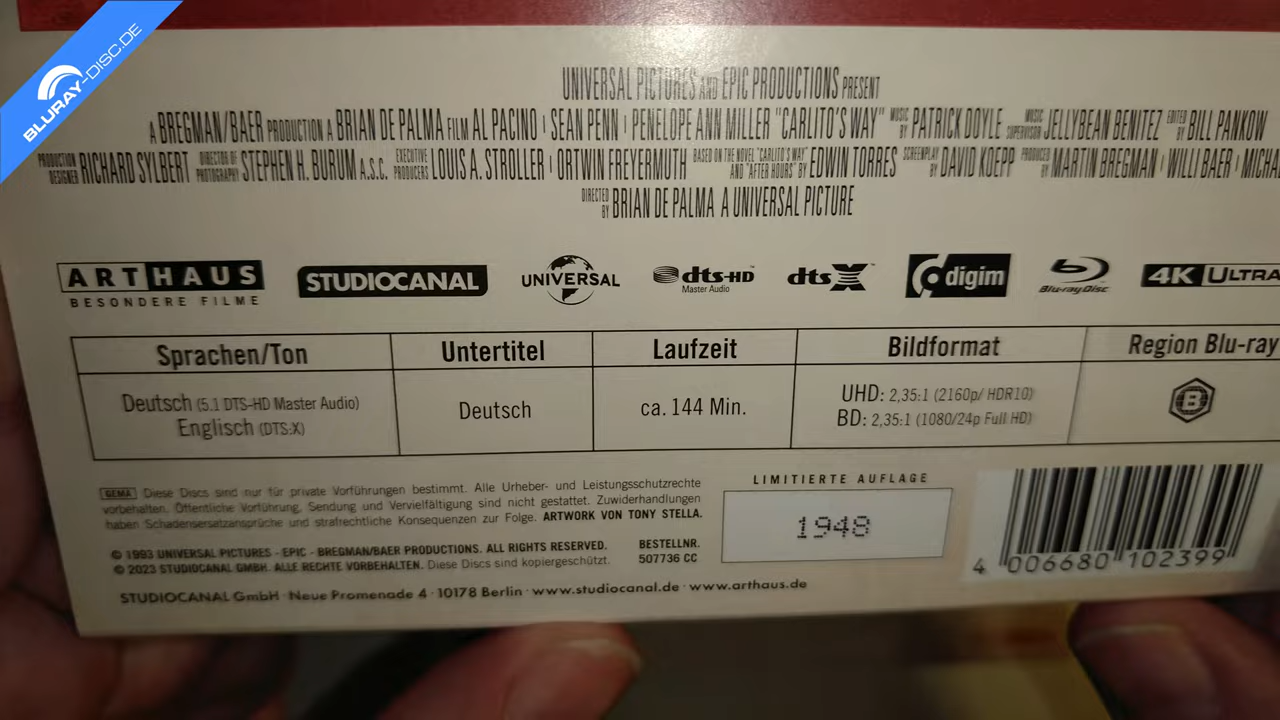 BLURAY-DISC.DE
UNIVERSAL PICTURES AND EPIC PRODUCTIONS PRESENT
A BREGMAN/BAER PRODUCTION A BRIAN DE PALMA FILM AL PACINO SEAN PENN PENELOPE ANN MILLER "CARLITO'S WAY" MUSIC BY PATRICK DOYLE MUSIC SUPERVISOR JELLYBEAN BENITEZ EDITED BY BILL PANKOW
PRODUCTION DESIGNER RICHARD SYLBERT DIRECTOR OF PHOTOGRAPHY STEPHEN H. BURUM A.S.C. EXECUTIVE PRODUCERS LOUIS A. STROLLER ORTWIN FREYERMUTH BASED ON THE NOVEL "CARLITO'S WAY" AND "AFTER HOURS" BY EDWIN TORRES SCREENPLAY BY DAVID KOEPP PRODUCED BY MARTIN BREGMAN WILLI BAER MICHA
DIRECTED BY BRIAN DE PALMA A UNIVERSAL PICTURE
ARTHAUS STUDIOCANAL UNIVERSAL dts-HD dts X digim Blu-ray Disc 4K ULTRA
BESONDERE FILME Master Audio
Sprachen/Ton Untertitel Laufzeit Bildformat Region Blu-ray
Deutsch (5.1 DTS-HD Master Audio) Deutsch ca. 144 Min. UHD: 2,35:1 (2160p/ HDR10) B
Englisch (DTS:X) BD: 2,35:1 (1080/24p Full HD)
GEMA Diese Discs sind nur für private Vorführungen bestimmt. Alle Urheber- und Leistungsschutzrechte
vorbehalten. Öffentliche Vorführung, Sendung und Vervielfältigung sind nicht gestattet. Zuwiderhandlungen
haben Schadensersatzansprüche und strafrechtliche Konsequenzen zur Folge. ARTWORK VON TONY STELLA.
© 1993 UNIVERSAL PICTURES - EPIC - BREGMAN/BAER PRODUCTIONS. ALL RIGHTS RESERVED.
© 2023 STUDIOCANAL GMBH. ALLE RECHTE VORBEHALTEN. Diese Discs sind kopiergeschützt.
BESTELLNR.
507736 CC
LIMITIERTE AUFLAGE
1948
4 006680 102399
STUDIOCANAL GmbH · Neue Promenade 4 · 10178 Berlin · www.studiocanal.de · www.arthaus.de